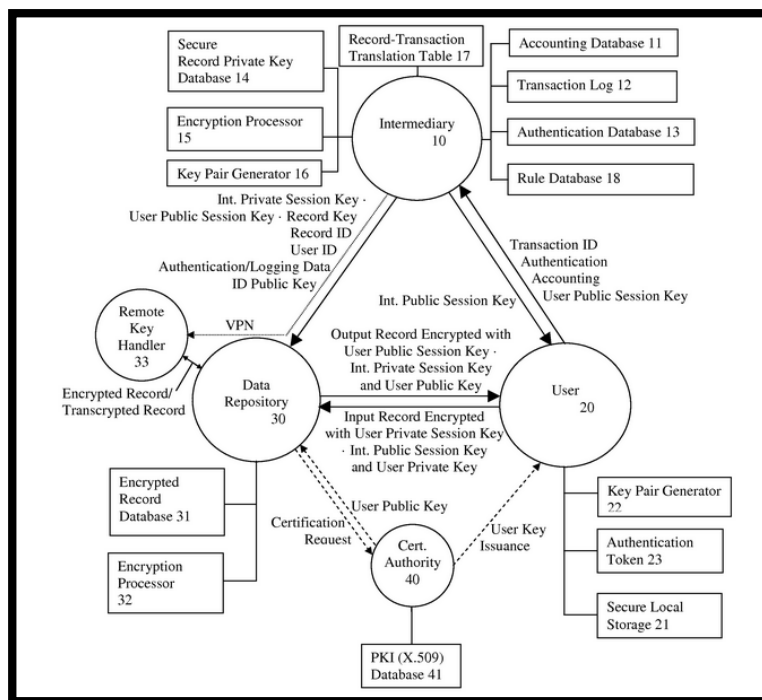 Secure
Record Private Key
Database 14
Record-Transaction
Translation Table 17
Accounting Database 11
Transaction Log 12
Encryption Processor
15
Intermediary
10
Authentication Database 13
Key Pair Generator 16
Rule Database 18
Int. Private Session Key ·
User Public Session Key · Record Key
Record ID
User ID
Authentication/Logging Data
ID Public Key
Transaction ID
Authentication
Accounting
User Public Session Key
Int. Public Session Key
Remote
Key
Handler
33
VPN
Output Record Encrypted with
User Public Session Key ·
Int. Private Session Key
and User Public Key
Encrypted Record/
Transcrypted Record
Data
Repository
30
User
20
Input Record Encrypted
with User Private Session Key
· Int. Public Session Key
and User Private Key
Encrypted
Record
Database 31
Encryption
Processor
32
User Public Key
Certification
Request
User Key
Issuance
Cert.
Authority
40
Key Pair Generator
22
Authentication
Token 23
Secure Local
Storage 21
PKI (X.509)
Database 41